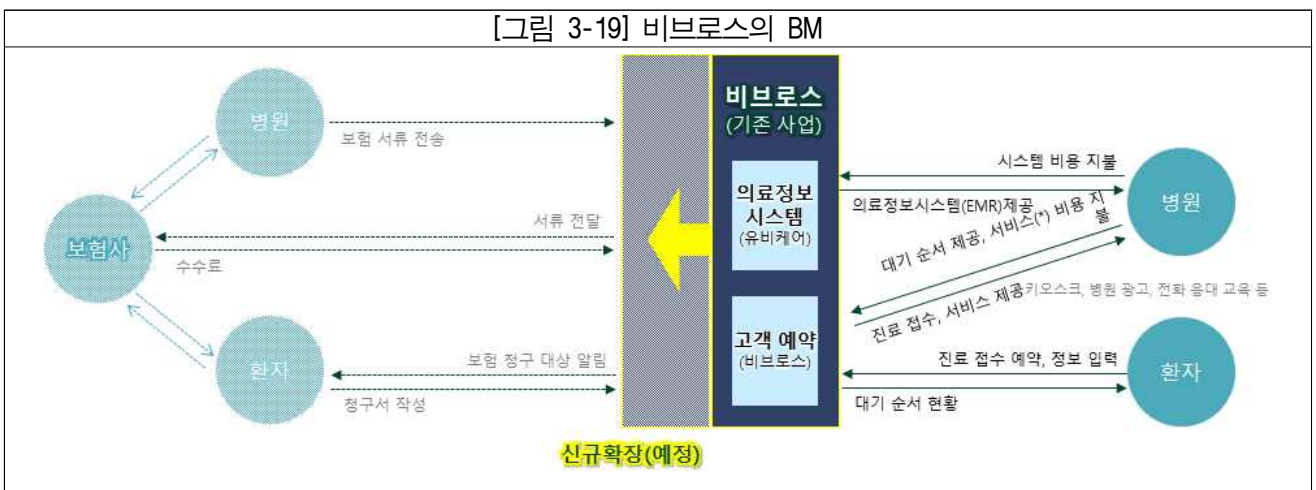 [그림 3-19] 비브로스의 BM
병원
보험 서류 전송
보험사
서류 전달
수수료
환자
보험 청구 대상 알림
청구서 작성
신규확장(예정)
비브로스
(기존 사업)
의료정보
시스템
(유비케어)
고객 예약
(비브로스)
시스템 비용 지불
의료정보시스템(EMR)제공
대기 순서 제공, 서비스(*) 비용 지
불
진료 접수, 서비스 제공
키오스크, 병원 광고, 전화 응대 교육 등
병원
진료 접수 예약, 정보 입력
대기 순서 현황
환자